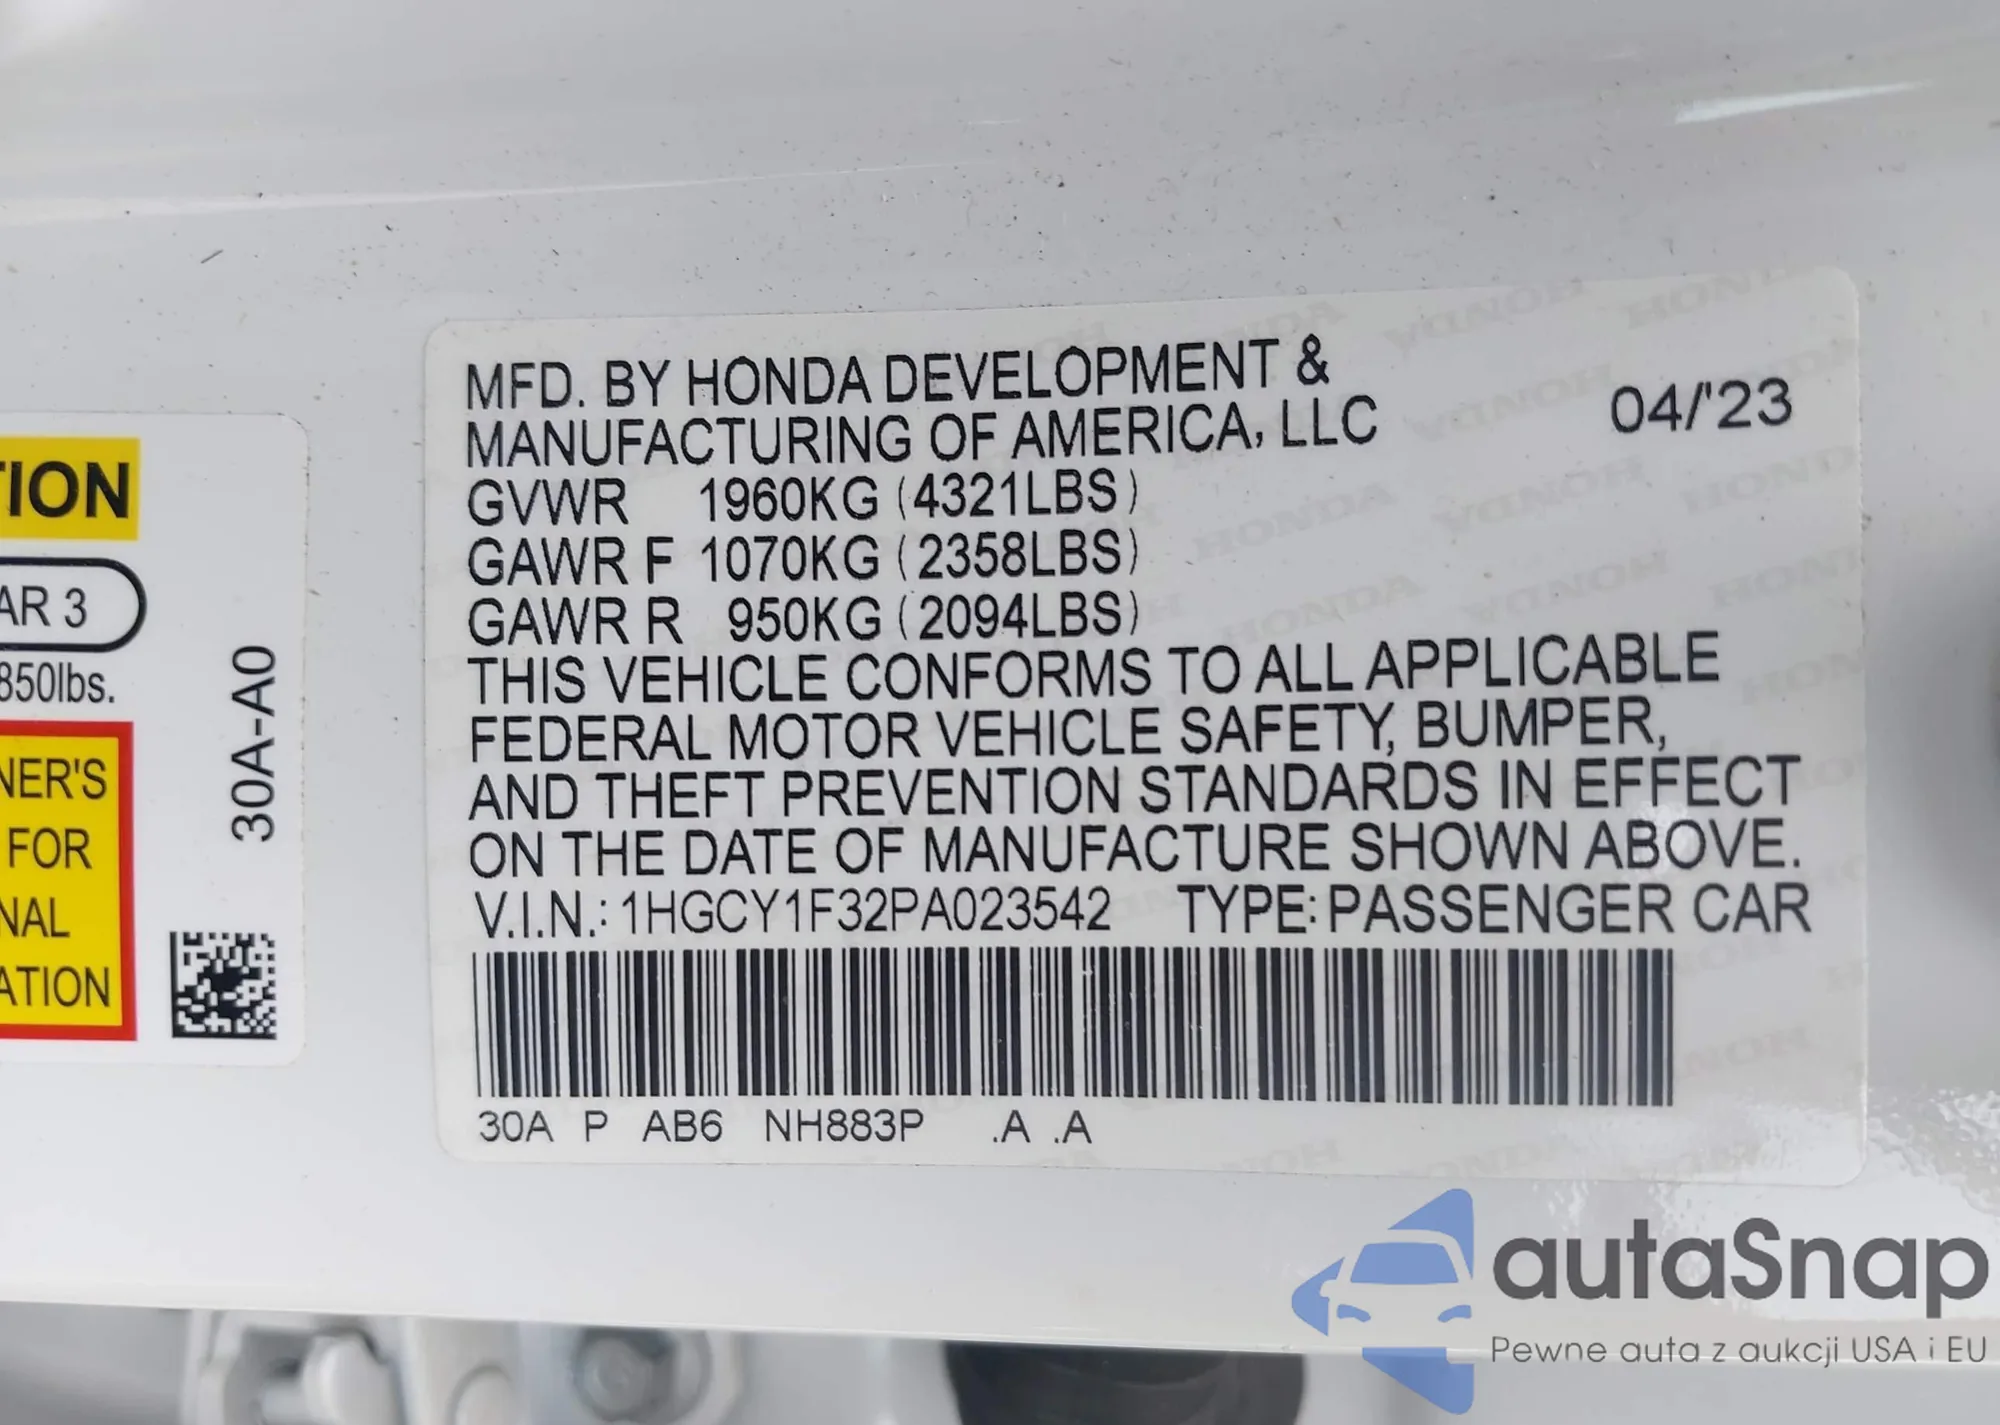 TION
AR 3
850lbs.
NER'S
FOR
NAL
ATION
30A-A0
MFD. BY HONDA DEVELOPMENT &
MANUFACTURING OF AMERICA, LLC
04/'23
GVWR 1960KG (4321LBS)
GAWR F 1070KG (2358LBS)
GAWR R 950KG (2094LBS)
THIS VEHICLE CONFORMS TO ALL APPLICABLE
FEDERAL MOTOR VEHICLE SAFETY, BUMPER,
AND THEFT PREVENTION STANDARDS IN EFFECT
ON THE DATE OF MANUFACTURE SHOWN ABOVE.
V.I.N.: 1HGCY1F32PA023542 TYPE: PASSENGER CAR
30A P AB6 NH883P .A .A
autaSnap
Pewne auta z aukcji USA i EU